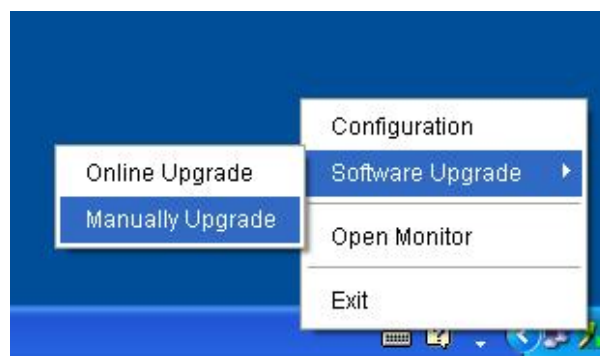 Configuration
Software Upgrade
Online Upgrade
Manually Upgrade
Open Monitor
Exit